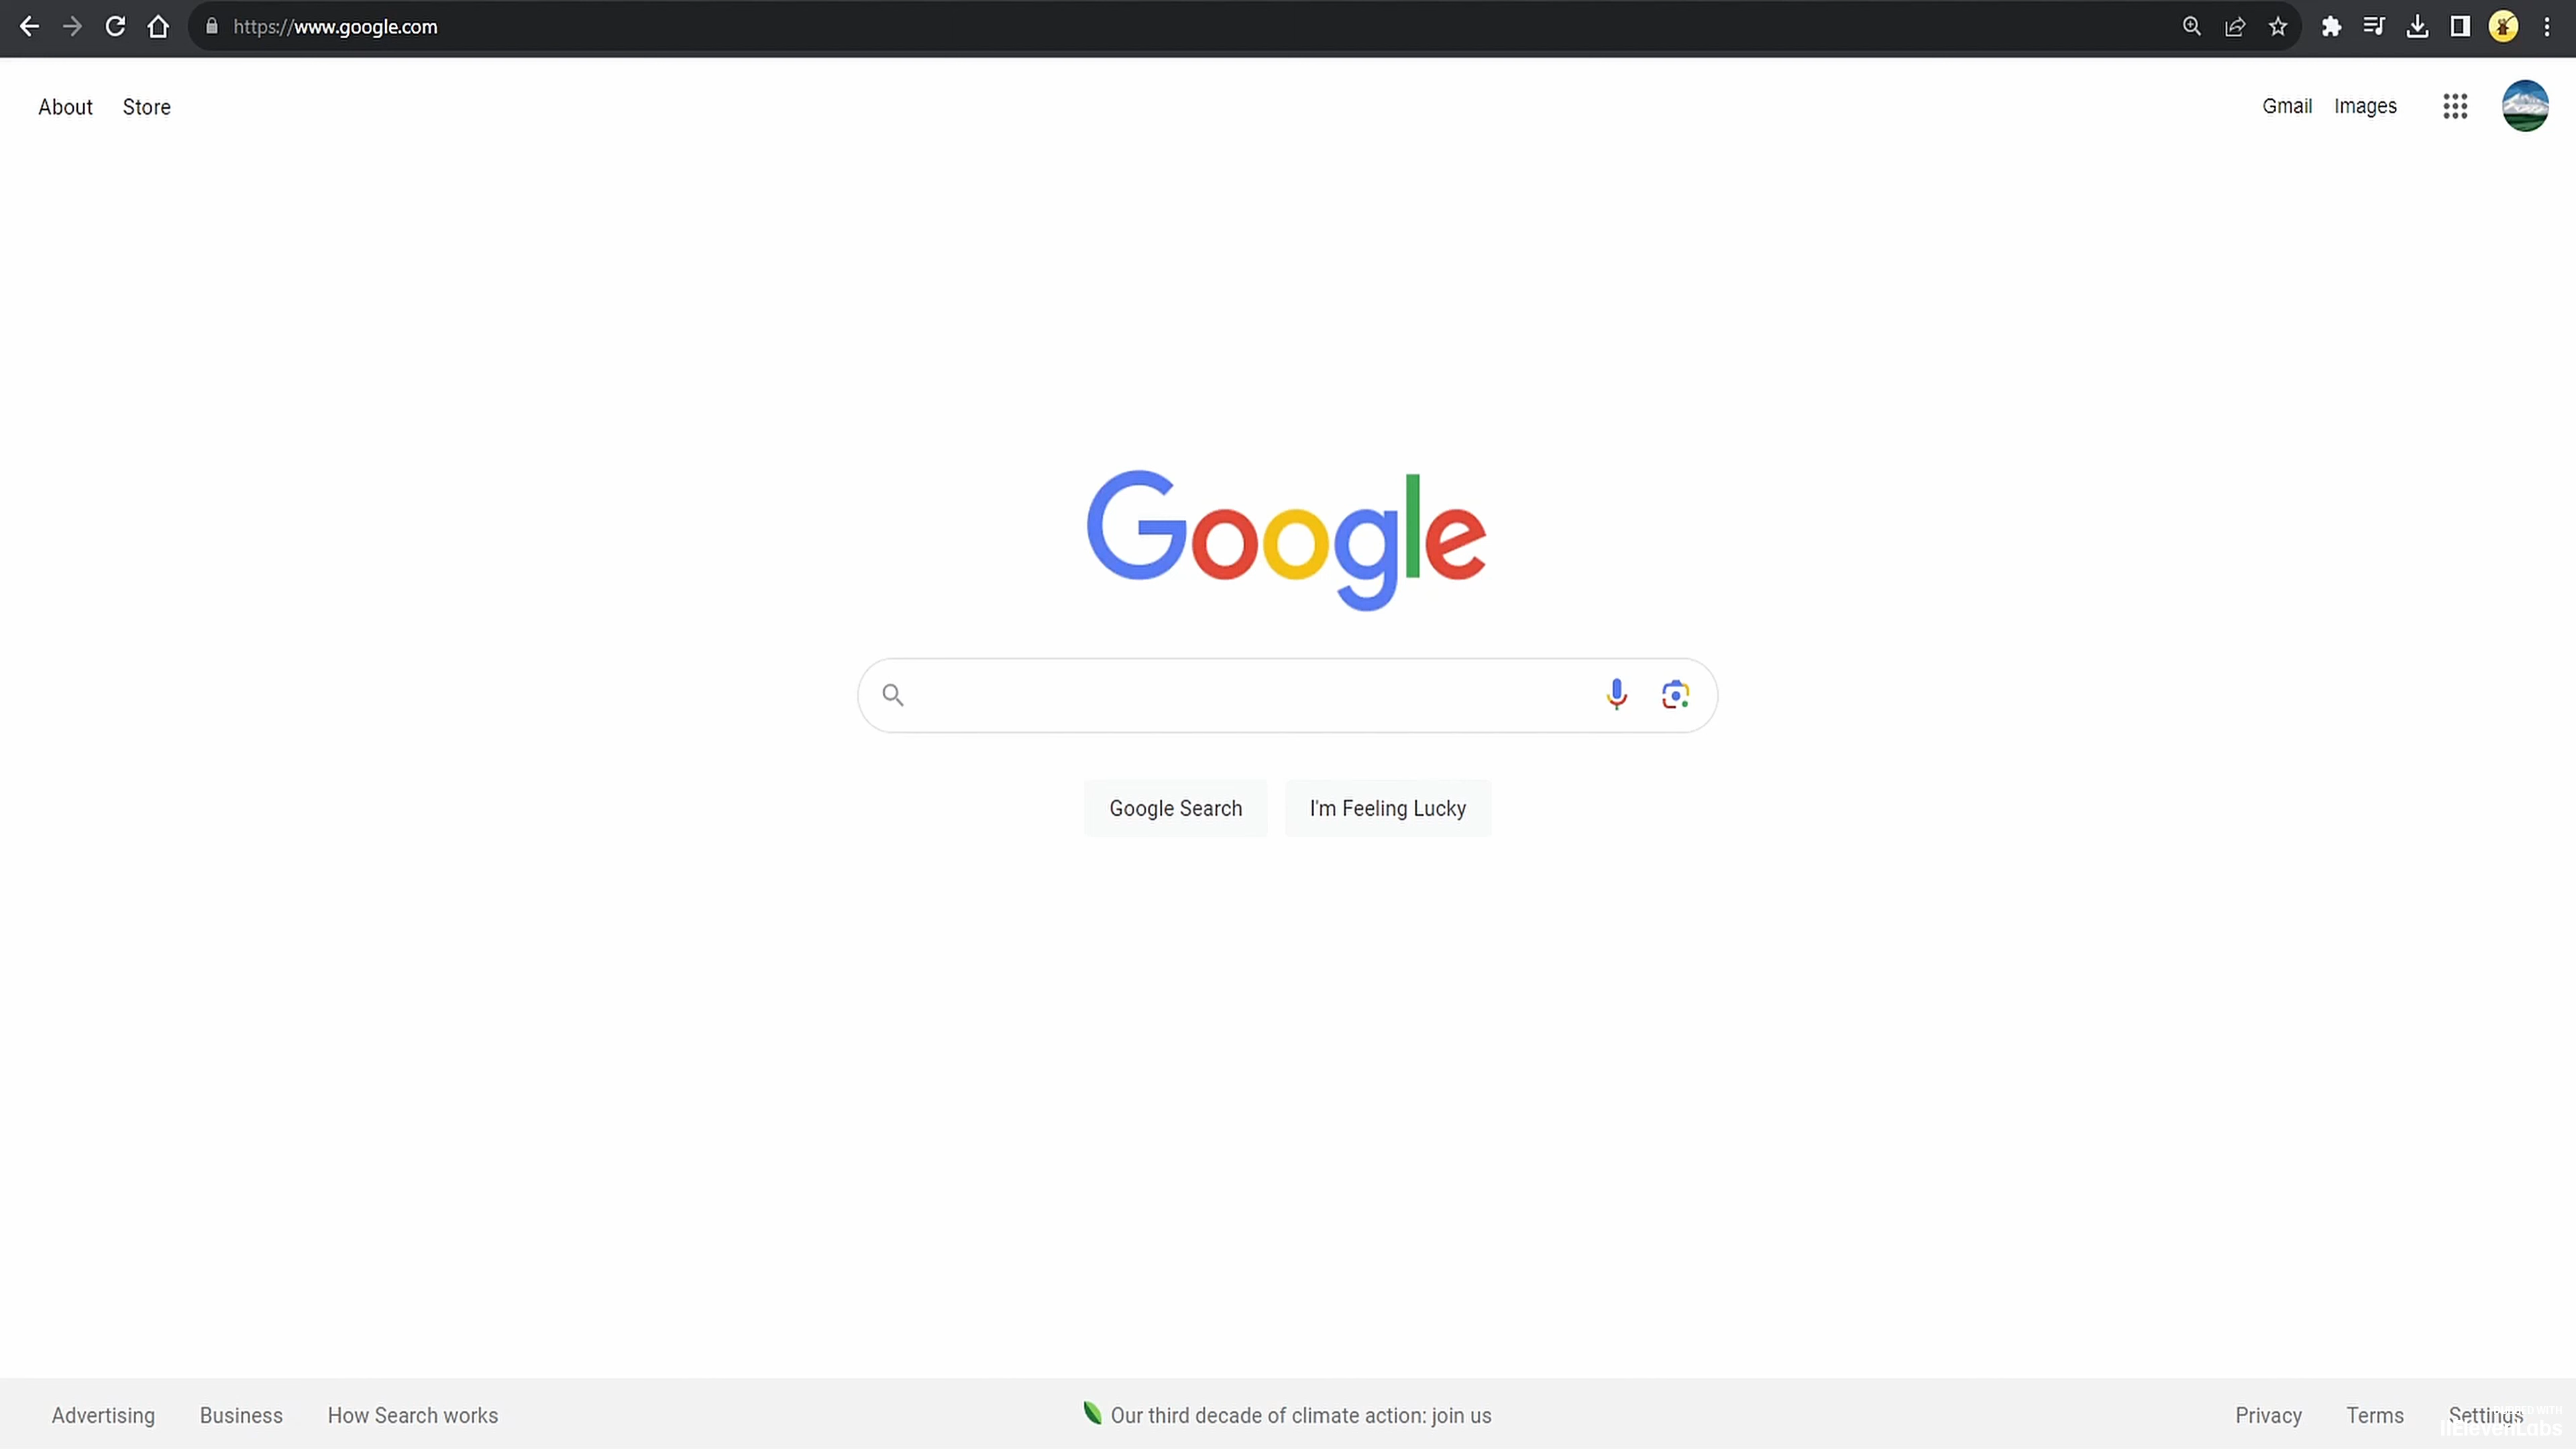 https://www.google.com
About Store Gmail Images
Google
Google Search I'm Feeling Lucky
Advertising Business How Search works Our third decade of climate action: join us Privacy Terms Settings
IIElevenLabs